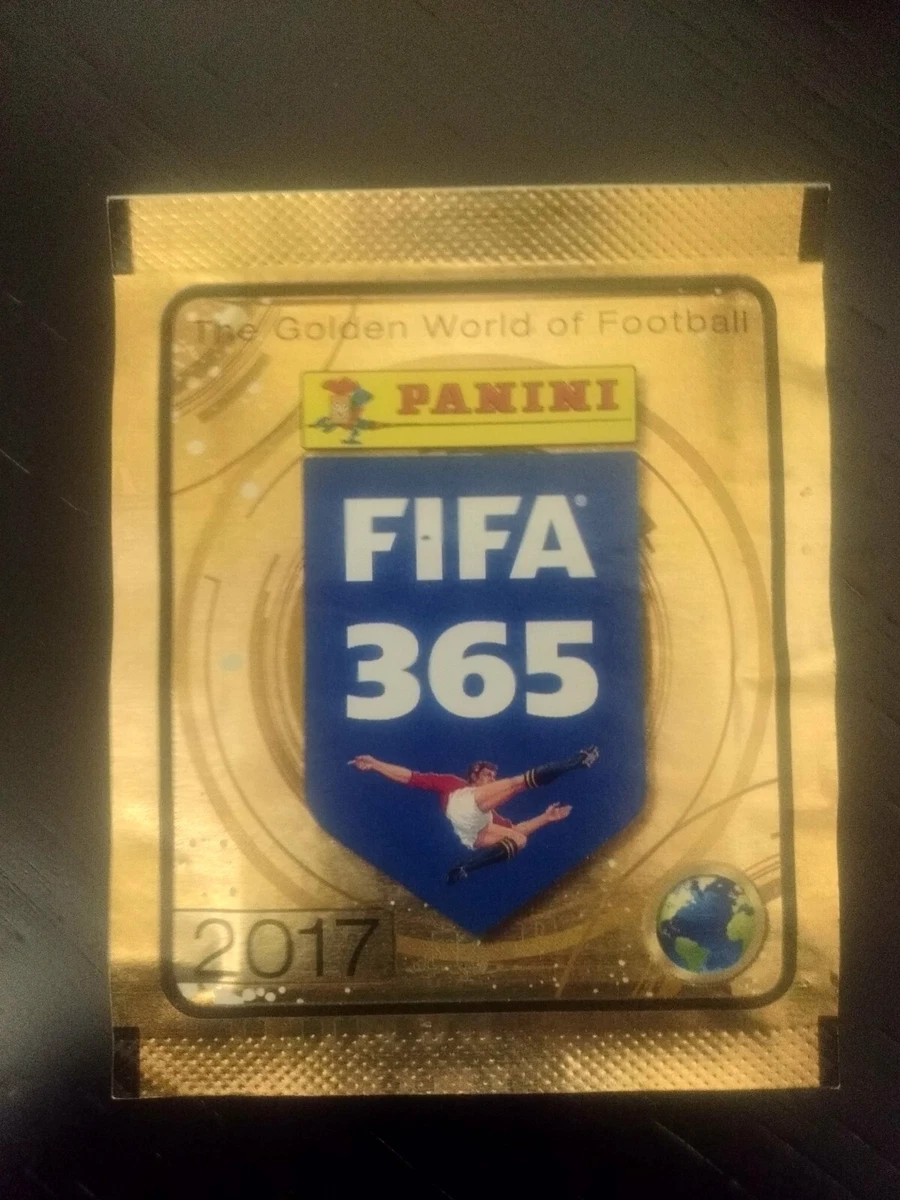 The Golden World of Football
PANINI
FIFA®
365
2017